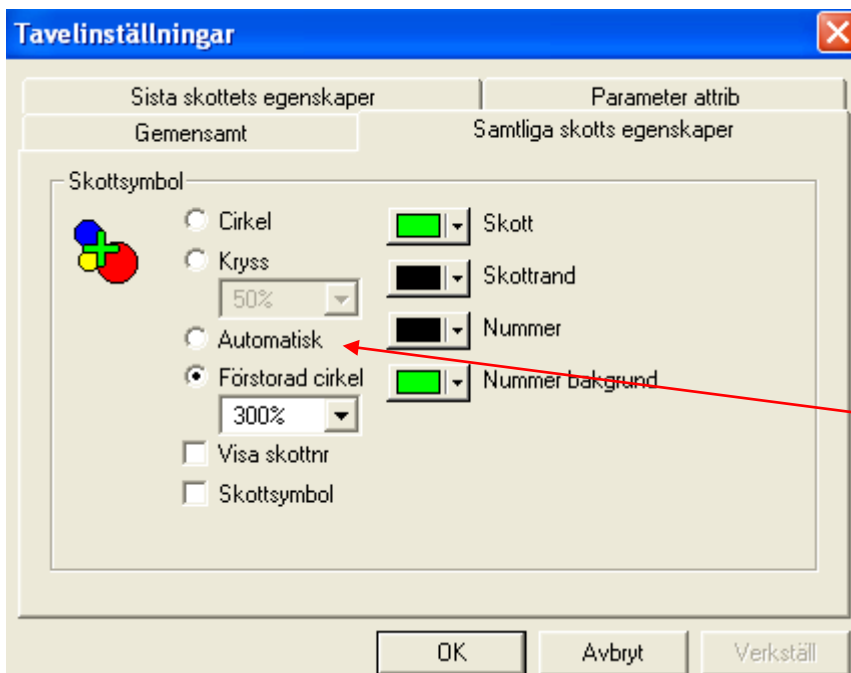 Tavelinställningar
Sista skottets egenskaper
Parameter attrib
Gemensamt
Samtliga skotts egenskaper
Skottsymbol
Cirkel
Kryss
50%
Automatisk
Förstorad cirkel
300%
Visa skottnr
Skottsymbol
Skott
Skottrand
Nummer
Nummer bakgrund
OK
Avbryt
Verkställ